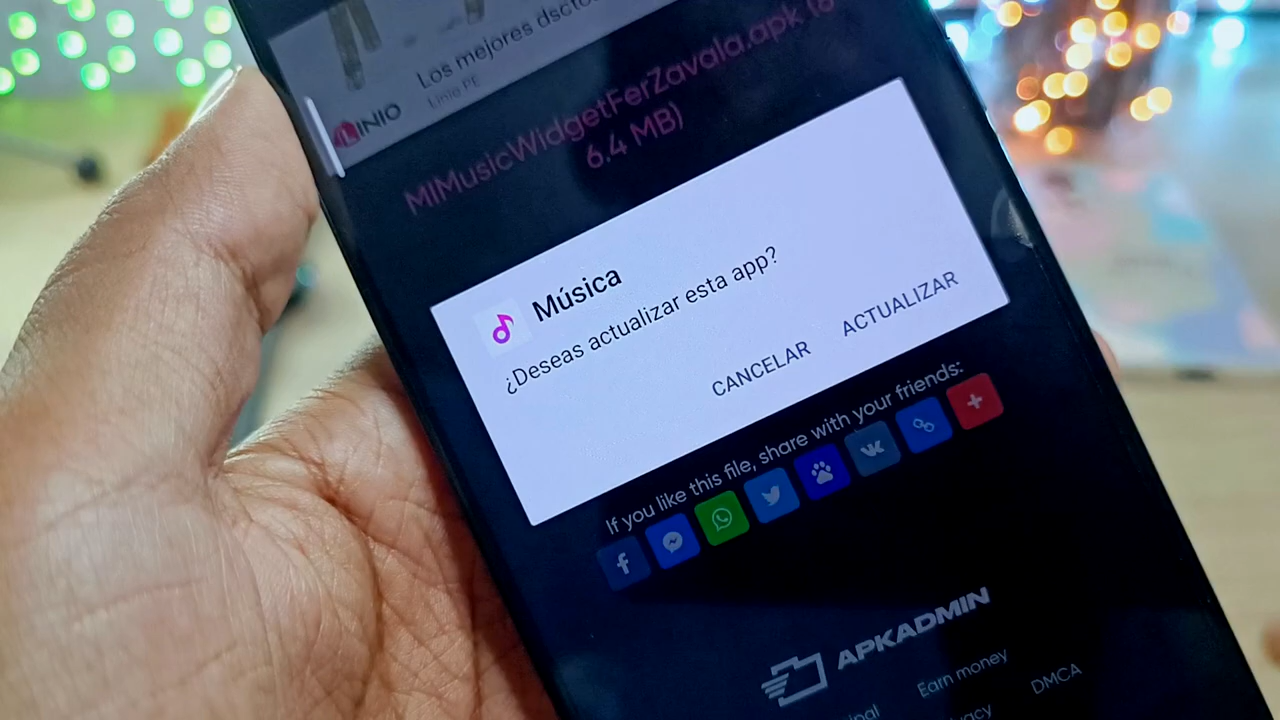 Los mejores dsctos
Linio PE
LINIO
MIMusicWidgetFerZavala.apk (6
6.4 MB)
Música
¿Deseas actualizar esta app?
CANCELAR
ACTUALIZAR
If you like this file, share with your friends:
APKADMIN
Earn money
DMCA